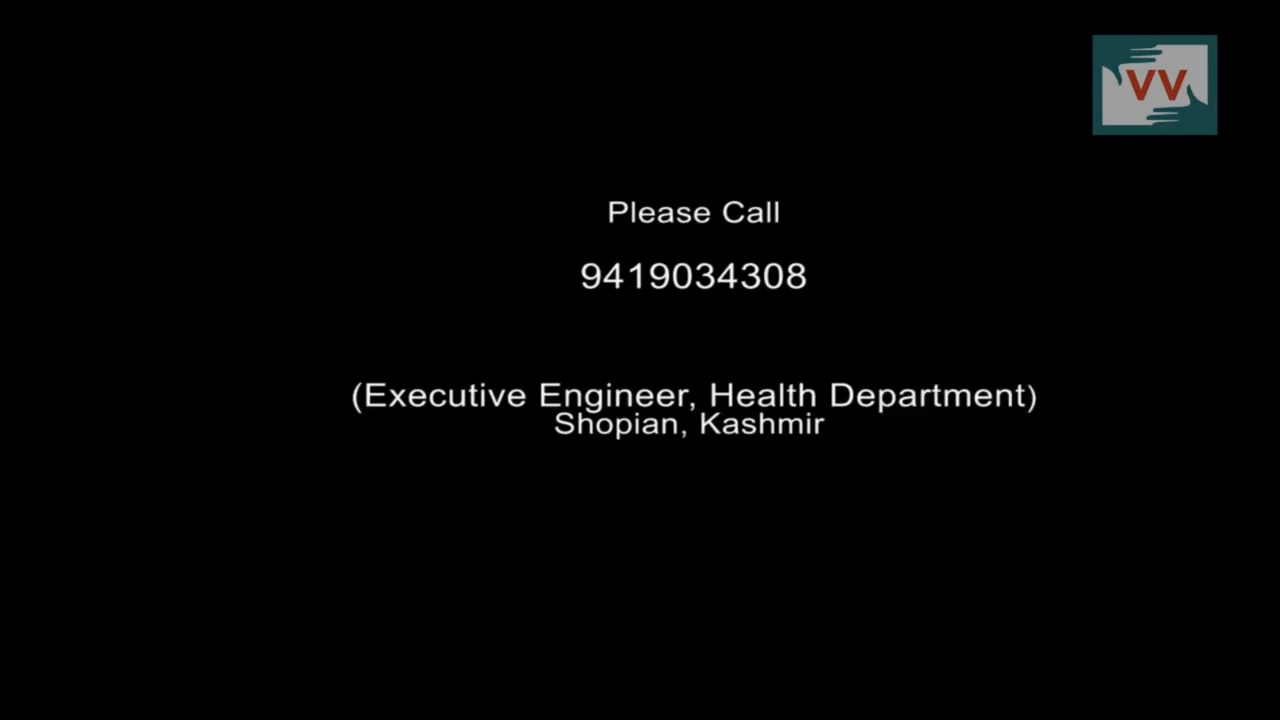 VV
Please Call
9419034308
(Executive Engineer, Health Department)
Shopian, Kashmir